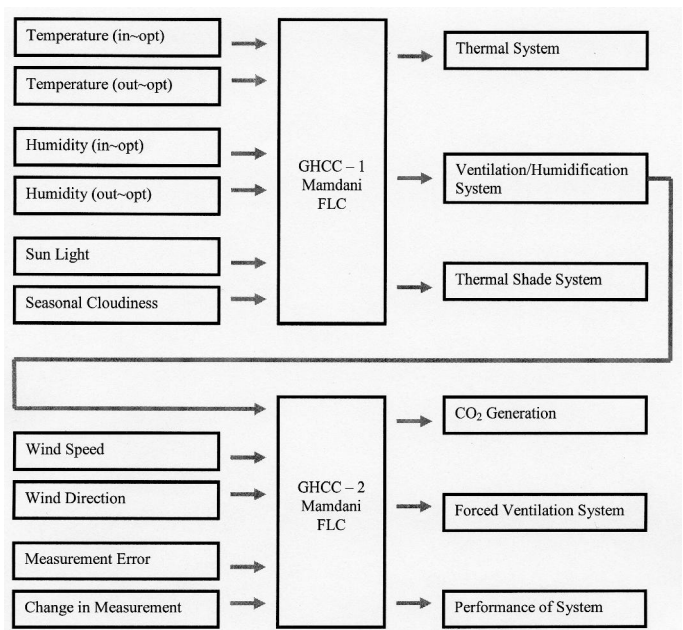 Temperature (in~opt)
Temperature (out~opt)
Humidity (in~opt)
Humidity (out~opt)
Sun Light
Seasonal Cloudiness
GHCC – 1
Mamdani
FLC
Thermal System
Ventilation/Humidification
System
Thermal Shade System
Wind Speed
Wind Direction
Measurement Error
Change in Measurement
GHCC – 2
Mamdani
FLC
CO₂ Generation
Forced Ventilation System
Performance of System